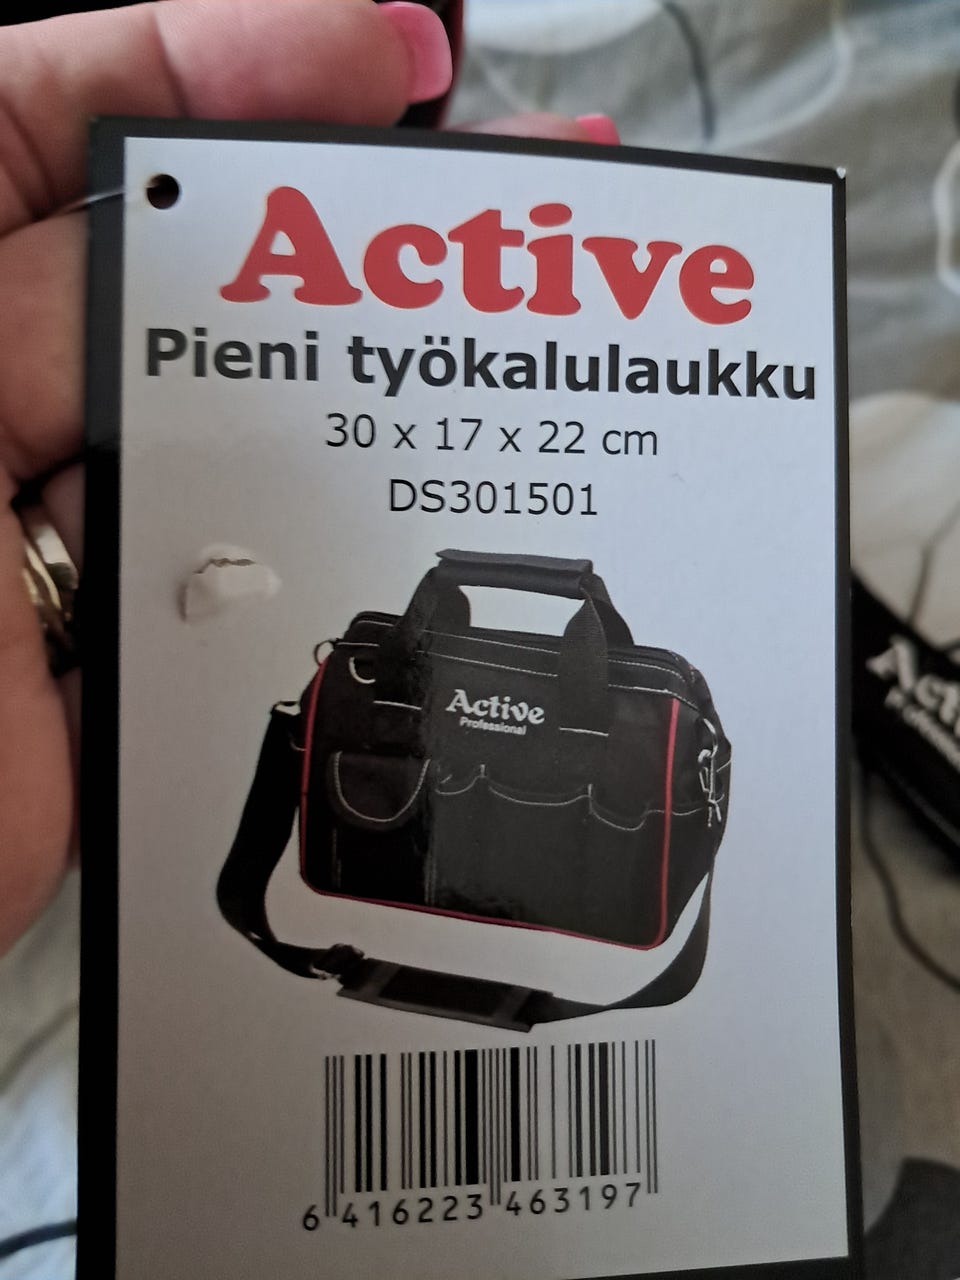 Active
Pieni työkalulaukku
30 x 17 x 22 cm
DS301501
Active
Professional
6 416223 463197